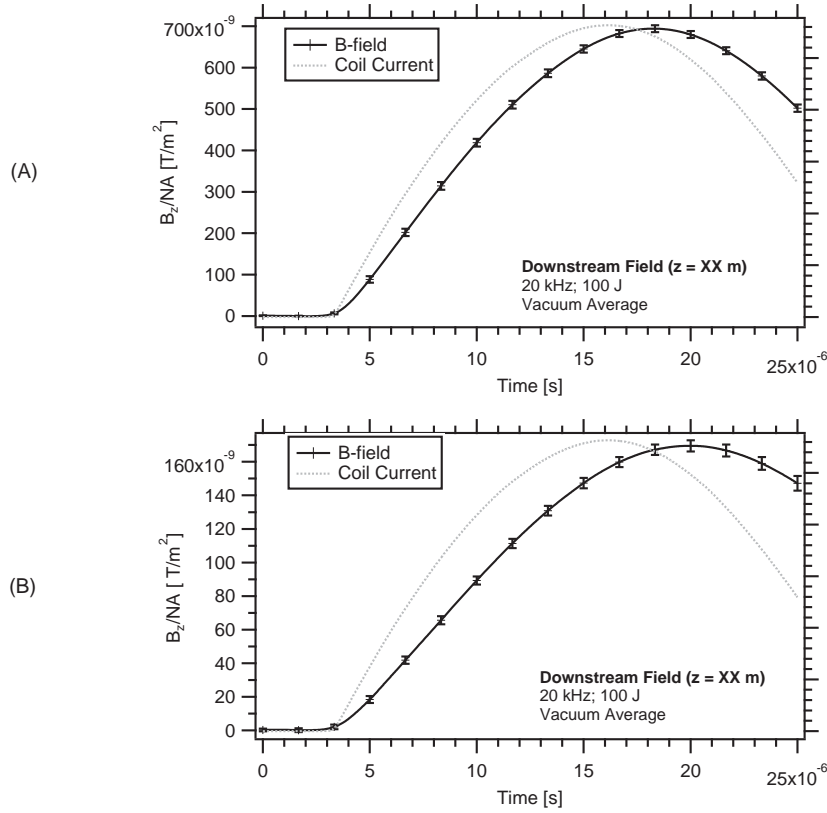 (A)
700x10⁻⁹
600
500
400
300
200
100
0
B_z/NA [T/m²]
B-field
Coil Current
Downstream Field (z = XX m)
20 kHz; 100 J
Vacuum Average
0
5
10
15
20
25x10⁻⁶
Time [s]
(B)
160x10⁻⁹
140
120
100
80
60
40
20
0
B_z/NA [ T/m²]
B-field
Coil Current
Downstream Field (z = XX m)
20 kHz; 100 J
Vacuum Average
0
5
10
15
20
25x10⁻⁶
Time [s]